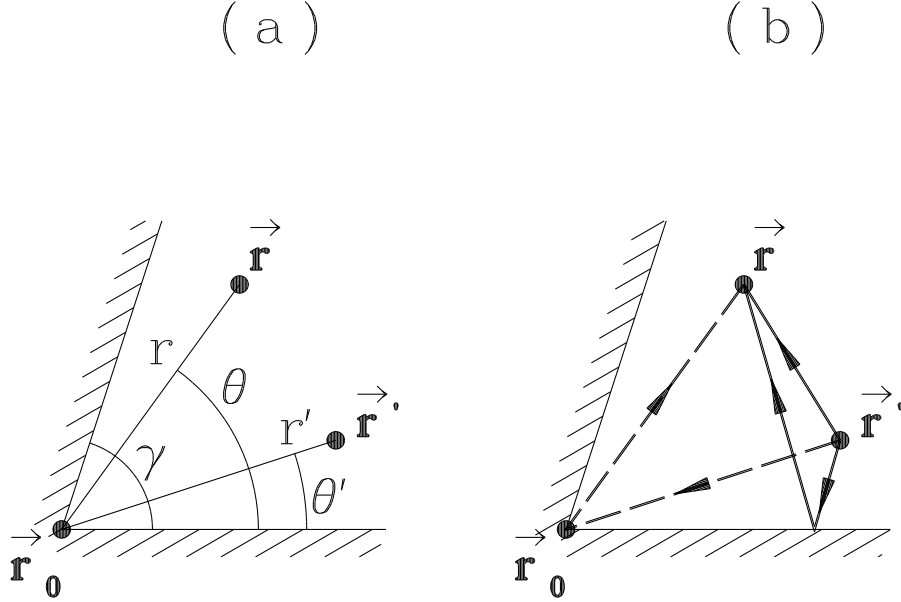 ( a ) ( b )
r⃗ r⃗
r θ r⃗ ' r⃗ '
r'
γ θ'
r⃗ 0 r⃗ 0